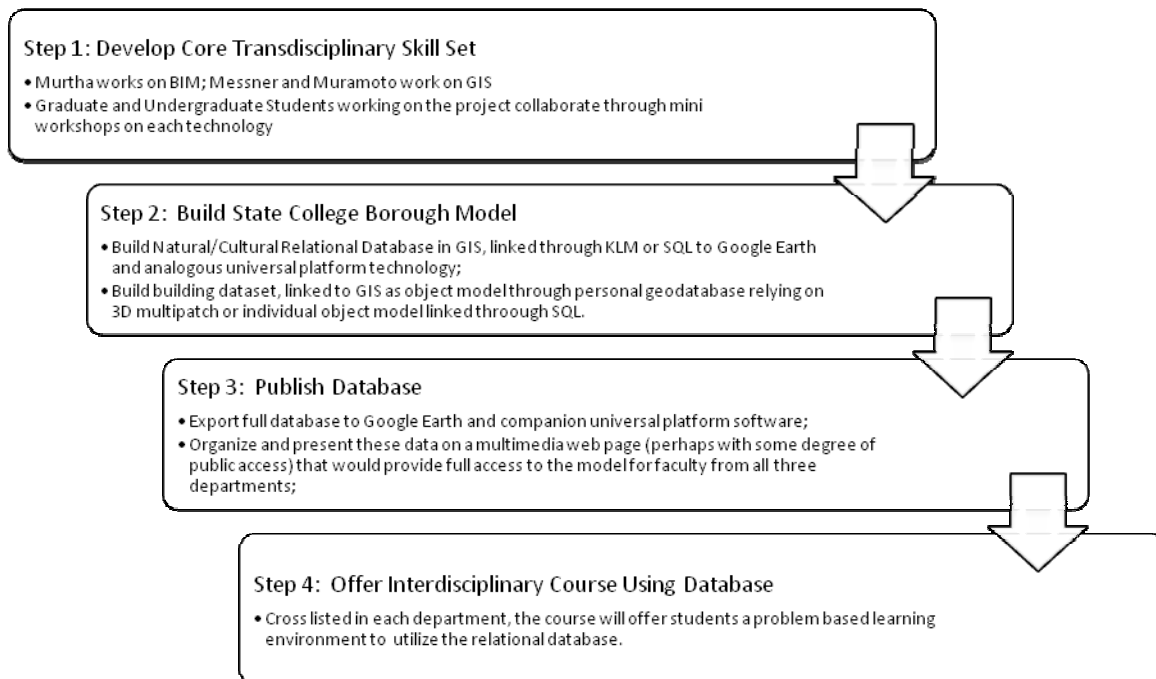 Step 1: Develop Core Transdisciplinary Skill Set
• Murtha works on BIM; Messner and Muramoto work on GIS
• Graduate and Undergraduate Students working on the project collaborate through mini
workshops on each technology
Step 2: Build State College Borough Model
• Build Natural/Cultural Relational Database in GIS, linked through KLM or SQL to Google Earth
and analogous universal platform technology;
• Build building dataset, linked to GIS as object model through personal geodatabase relying on
3D multipatch or individual object model linked throough SQL.
Step 3: Publish Database
• Export full database to Google Earth and companion universal platform software;
• Organize and present these data on a multimedia web page (perhaps with some degree of
public access) that would provide full access to the model for faculty from all three
departments;
Step 4: Offer Interdisciplinary Course Using Database
• Cross listed in each department, the course will offer students a problem based learning
environment to utilize the relational database.